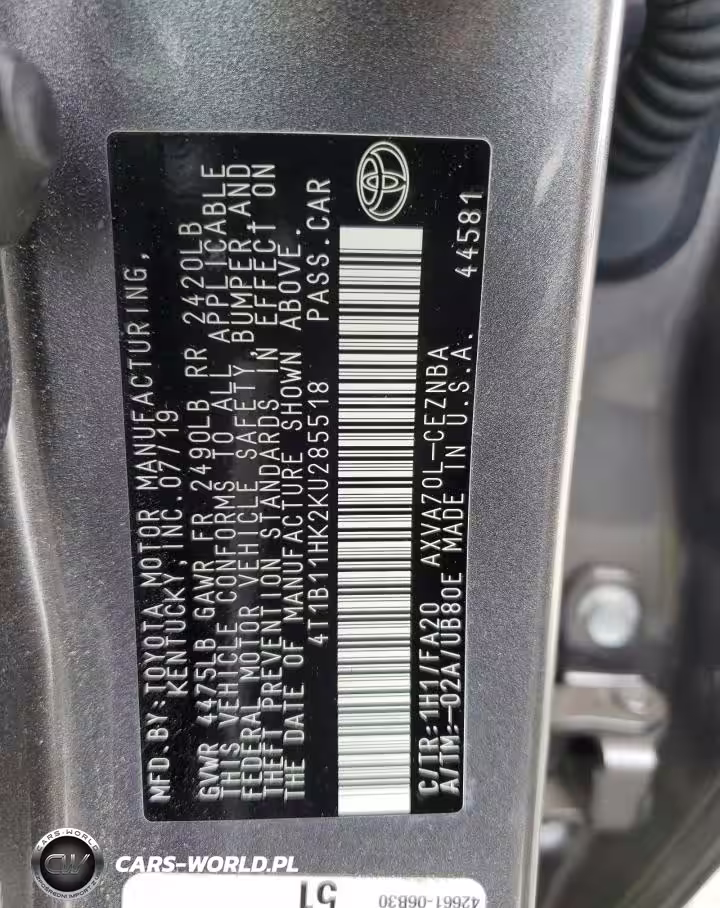 MFD.BY:TOYOTA MOTOR MANUFACTURING,
KENTUCKY,INC.07/19
GVWR 4475LB GAWR FR 2490LB RR 2420LB
THIS VEHICLE CONFORMS TO ALL APPLICABLE
FEDERAL MOTOR VEHICLE SAFETY,BUMPER,AND
THEFT PREVENTION STANDARDS IN EFFECT ON
THE DATE OF MANUFACTURE SHOWN ABOVE.
4T1B11HK2KU285518 PASS.CAR
C/TR:1H1/FA20 AXVA70L-CEZNBA
A/TM:-02A/UB80E MADE IN U.S.A. 44581
51
42661-06B30
CARS-WORLD
CW
CARS-WORLD.PL